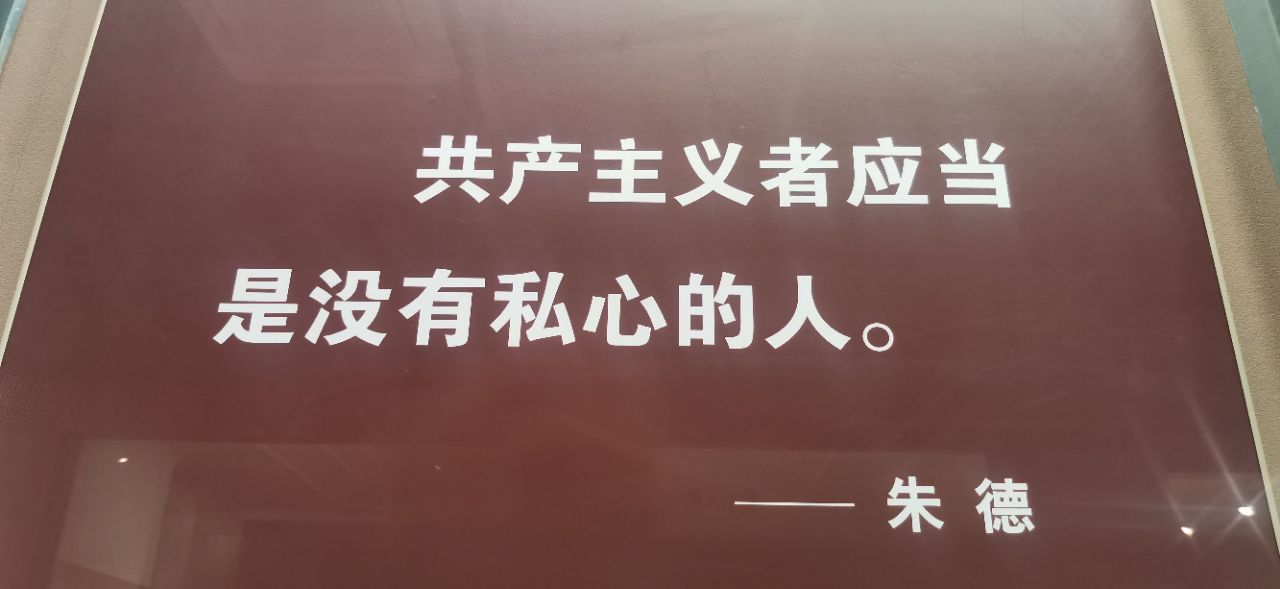 共产主义者应当
是没有私心的人。
——朱德